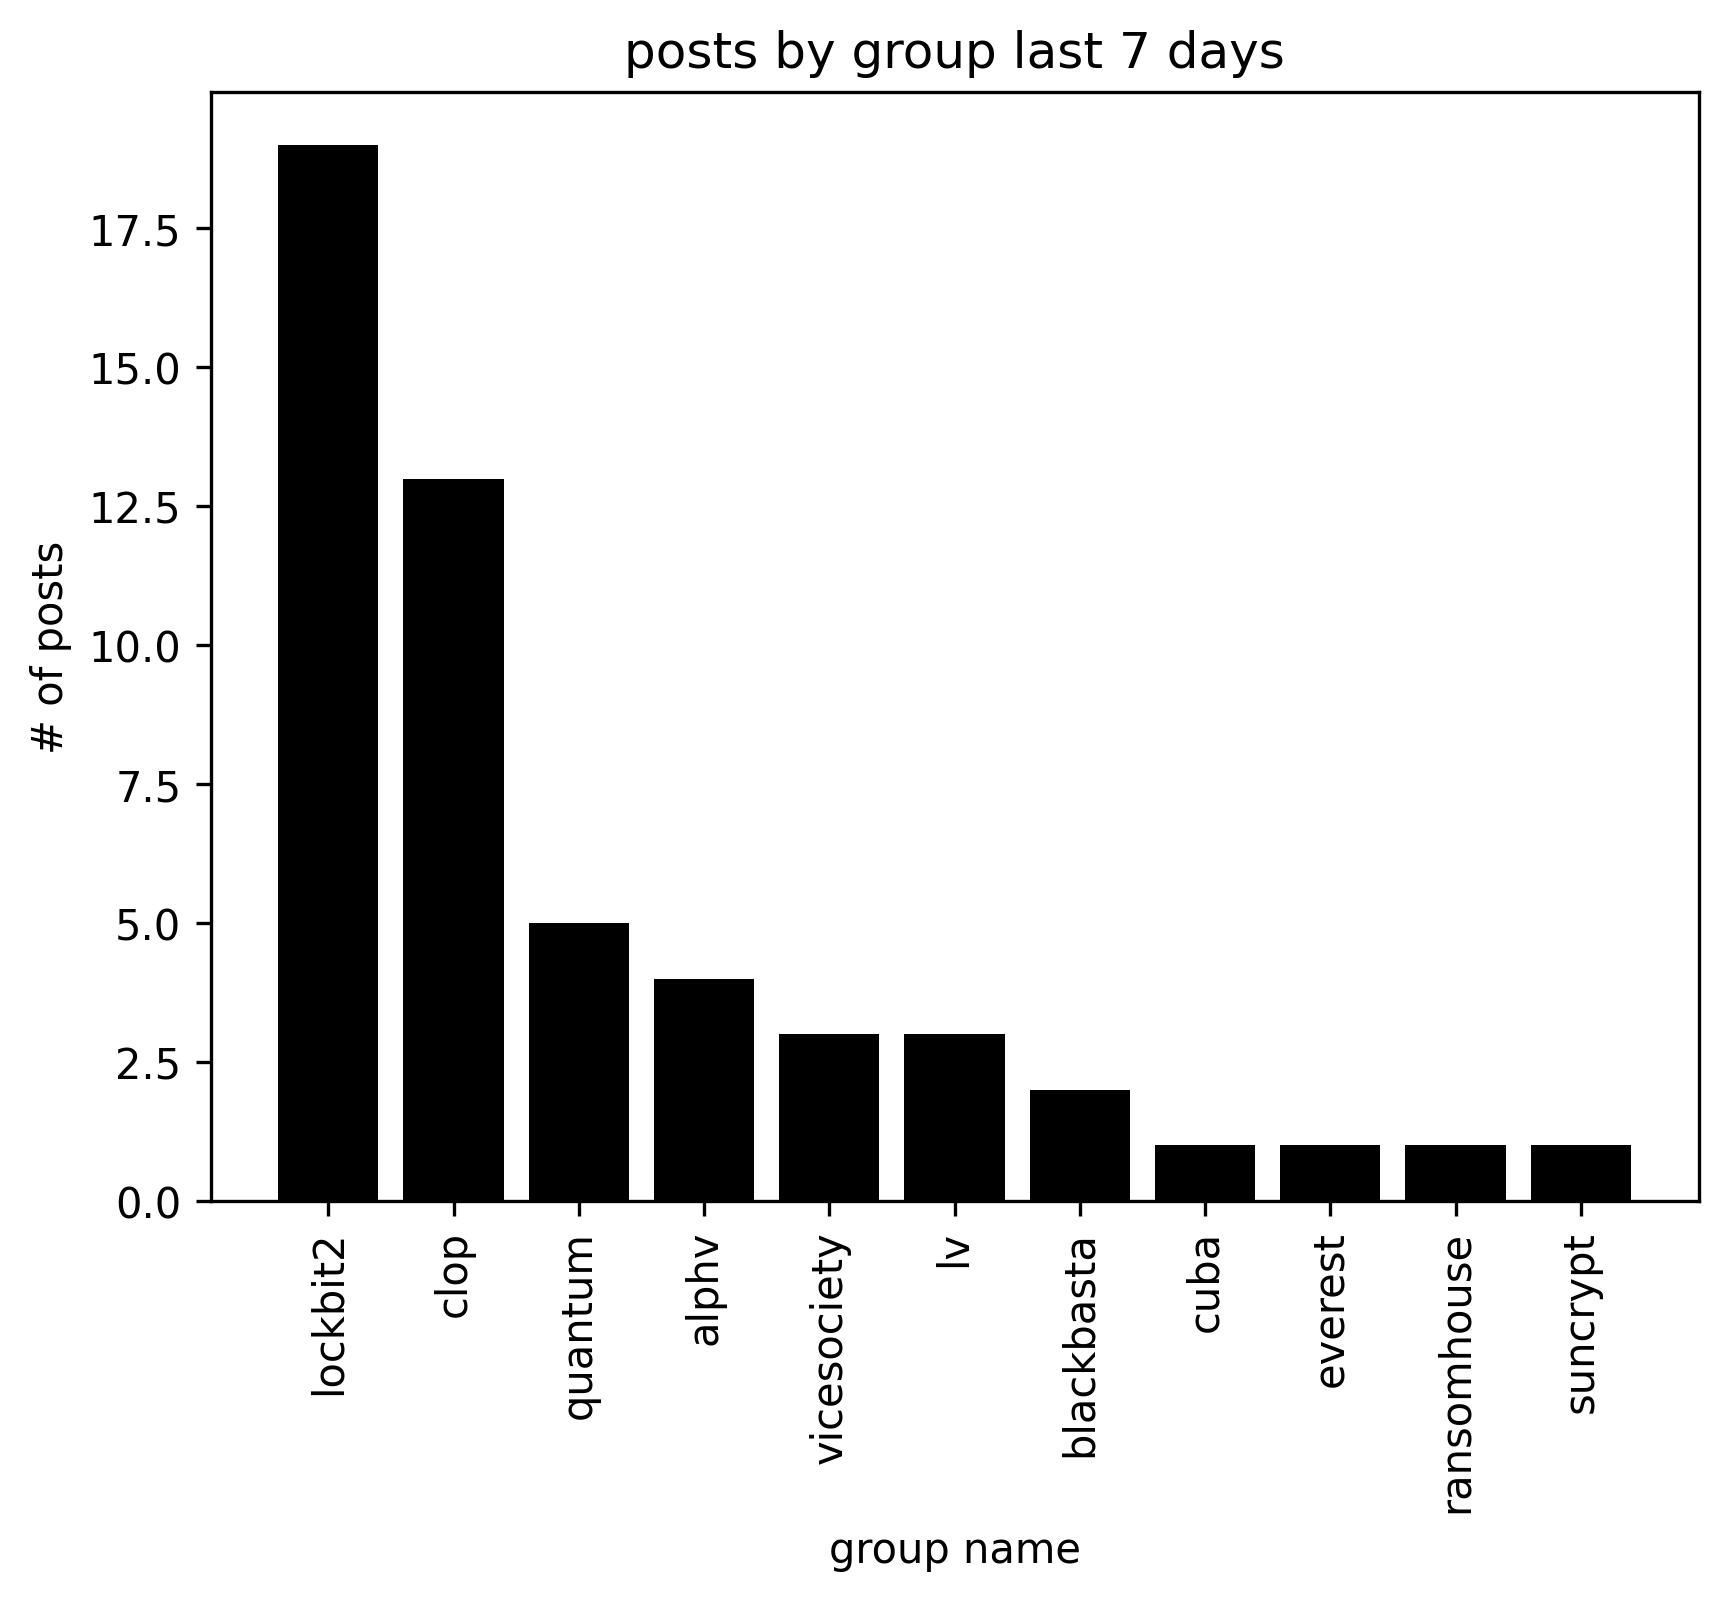 posts by group last 7 days
# of posts
17.5
15.0
12.5
10.0
7.5
5.0
2.5
0.0
lockbit2
clop
quantum
alphv
vicesociety
lv
blackbasta
cuba
everest
ransomhouse
suncrypt
group name